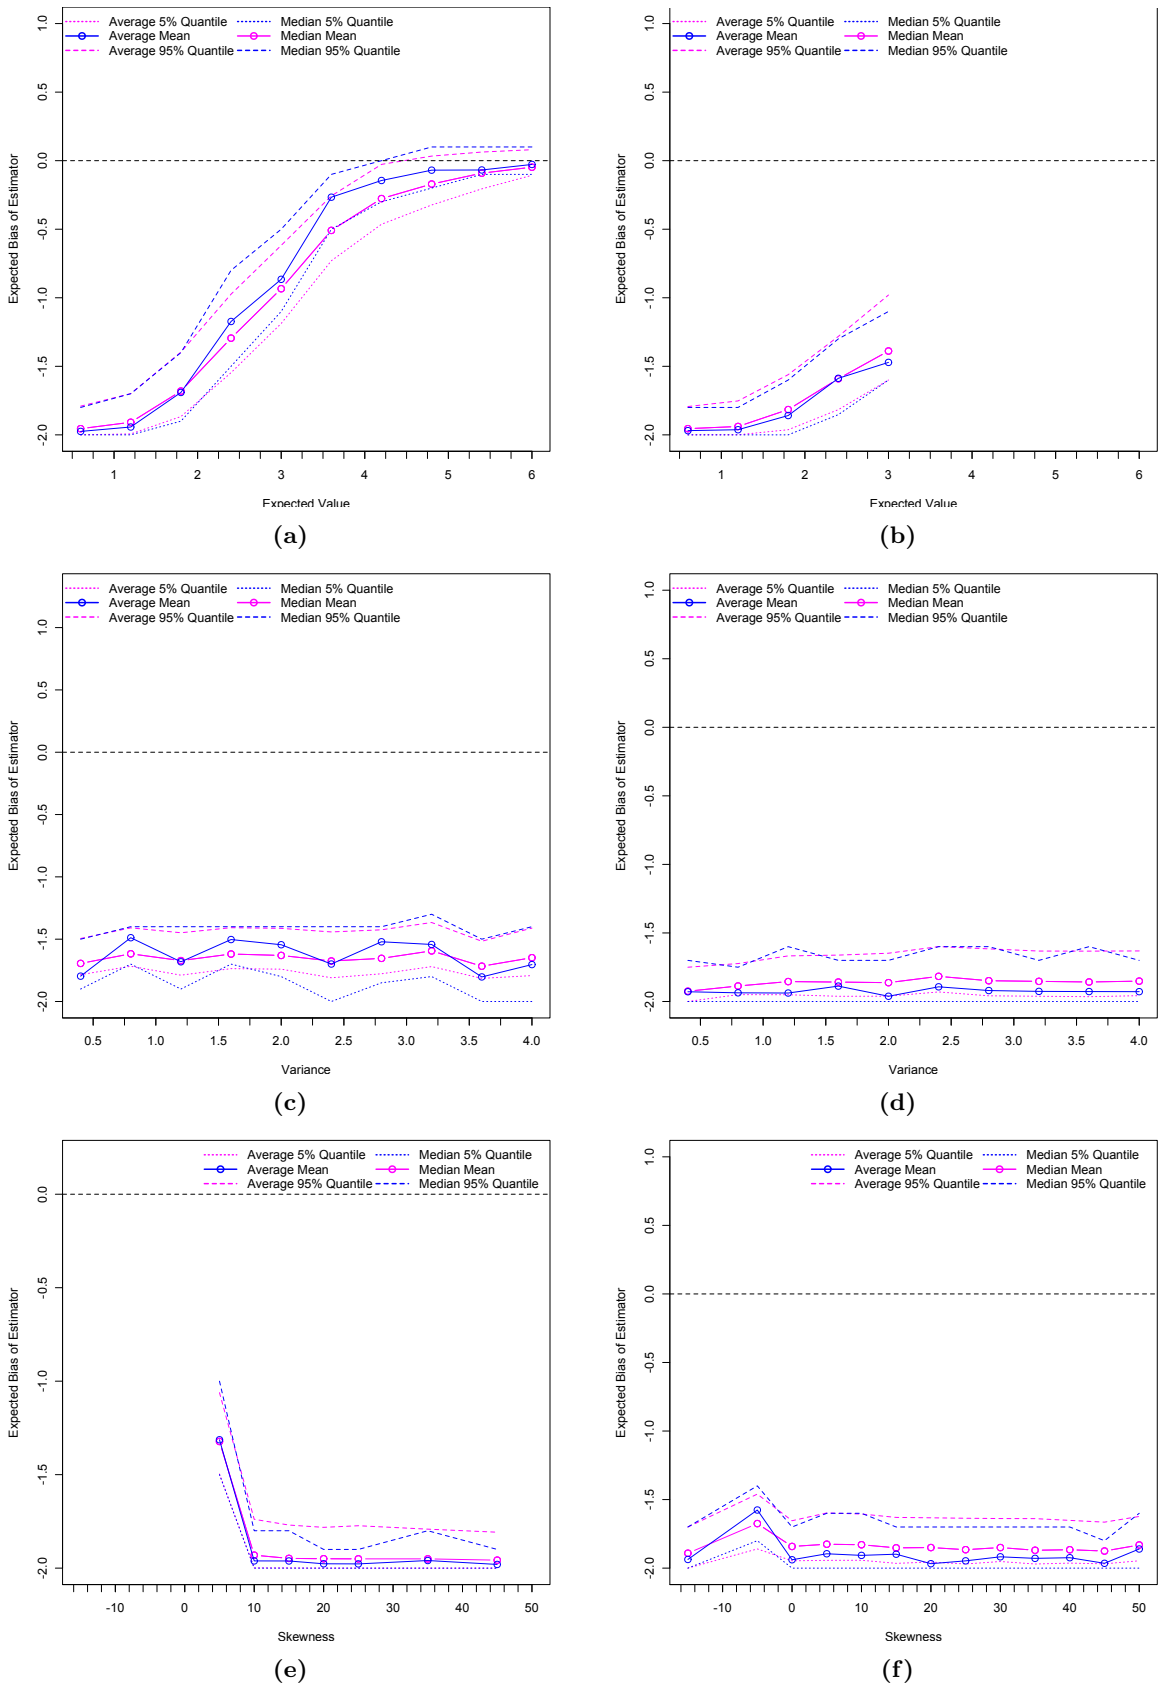 Average 5% Quantile Median 5% Quantile
Average Mean Median Mean
Average 95% Quantile Median 95% Quantile
1.0
0.5
0.0
-0.5
-1.0
-1.5
-2.0
Expected Bias of Estimator
1 2 3 4 5 6
Expected Value
(a)
Average 5% Quantile Median 5% Quantile
Average Mean Median Mean
Average 95% Quantile Median 95% Quantile
1.0
0.5
0.0
-0.5
-1.0
-1.5
-2.0
Expected Bias of Estimator
1 2 3 4 5 6
Expected Value
(b)
Average 5% Quantile Median 5% Quantile
Average Mean Median Mean
Average 95% Quantile Median 95% Quantile
1.0
0.5
0.0
-0.5
-1.0
-1.5
-2.0
Expected Bias of Estimator
0.5 1.0 1.5 2.0 2.5 3.0 3.5 4.0
Variance
(c)
Average 5% Quantile Median 5% Quantile
Average Mean Median Mean
Average 95% Quantile Median 95% Quantile
1.0
0.5
0.0
-0.5
-1.0
-1.5
-2.0
Expected Bias of Estimator
0.5 1.0 1.5 2.0 2.5 3.0 3.5 4.0
Variance
(d)
Average 5% Quantile Median 5% Quantile
Average Mean Median Mean
Average 95% Quantile Median 95% Quantile
0.0
-0.5
-1.0
-1.5
-2.0
Expected Bias of Estimator
-10 0 10 20 30 40 50
Skewness
(e)
Average 5% Quantile Median 5% Quantile
Average Mean Median Mean
Average 95% Quantile Median 95% Quantile
1.0
0.5
0.0
-0.5
-1.0
-1.5
-2.0
Expected Bias of Estimator
-10 0 10 20 30 40 50
Skewness
(f)